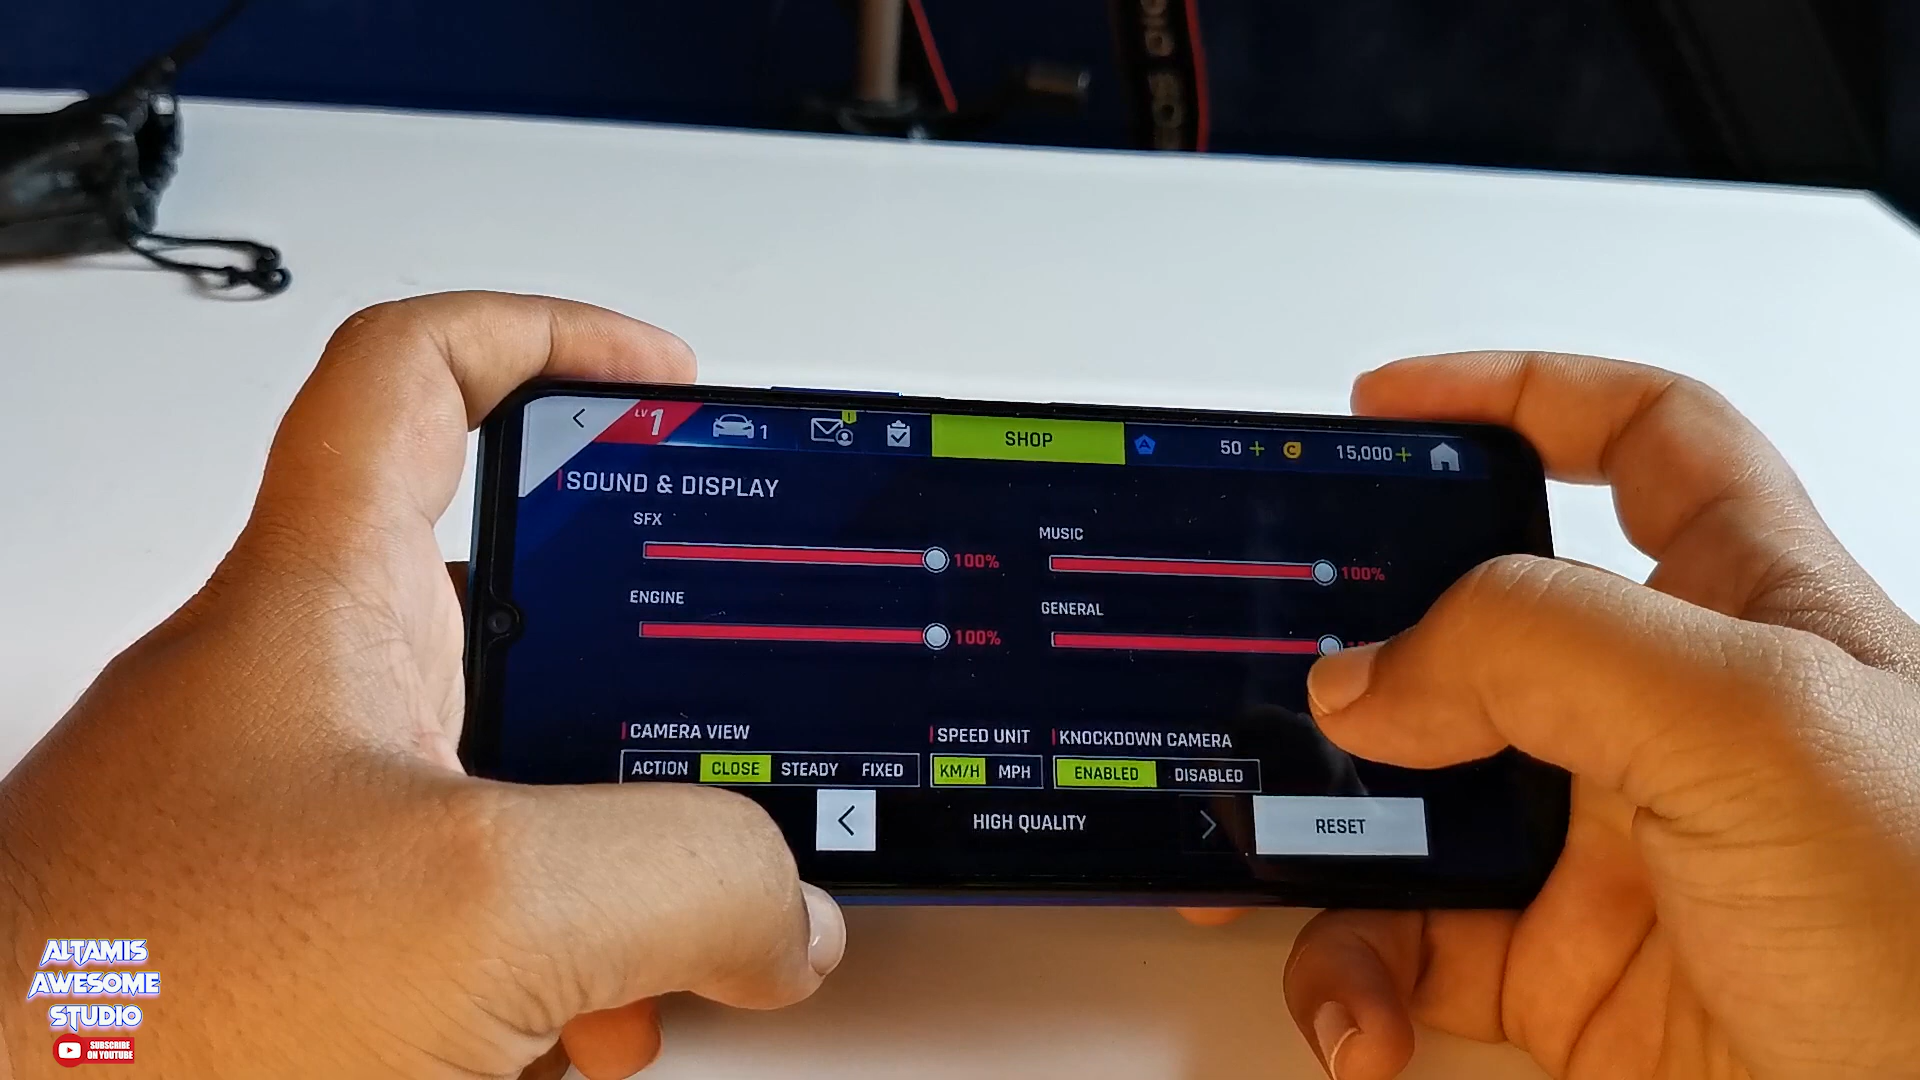 LV 1
1
SHOP
50 +
15,000 +
SOUND & DISPLAY
SFX
100%
MUSIC
100%
ENGINE
100%
GENERAL
CAMERA VIEW
ACTION CLOSE STEADY FIXED
SPEED UNIT
KM/H MPH
KNOCKDOWN CAMERA
ENABLED DISABLED
HIGH QUALITY
RESET
ALTAMIS
AWESOME
STUDIO
SUBSCRIBE
ON YOUTUBE